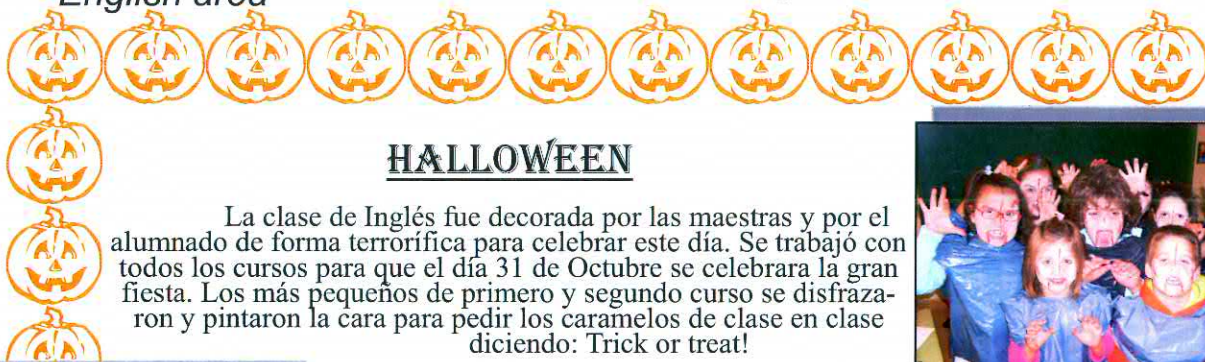 English area
HALLOWEEN
La clase de Inglés fue decorada por las maestras y por el
alumnado de forma terrorífica para celebrar este día. Se trabajó con
todos los cursos para que el día 31 de Octubre se celebrara la gran
fiesta. Los más pequeños de primero y segundo curso se disfraza-
ron y pintaron la cara para pedir los caramelos de clase en clase
diciendo: Trick or treat!